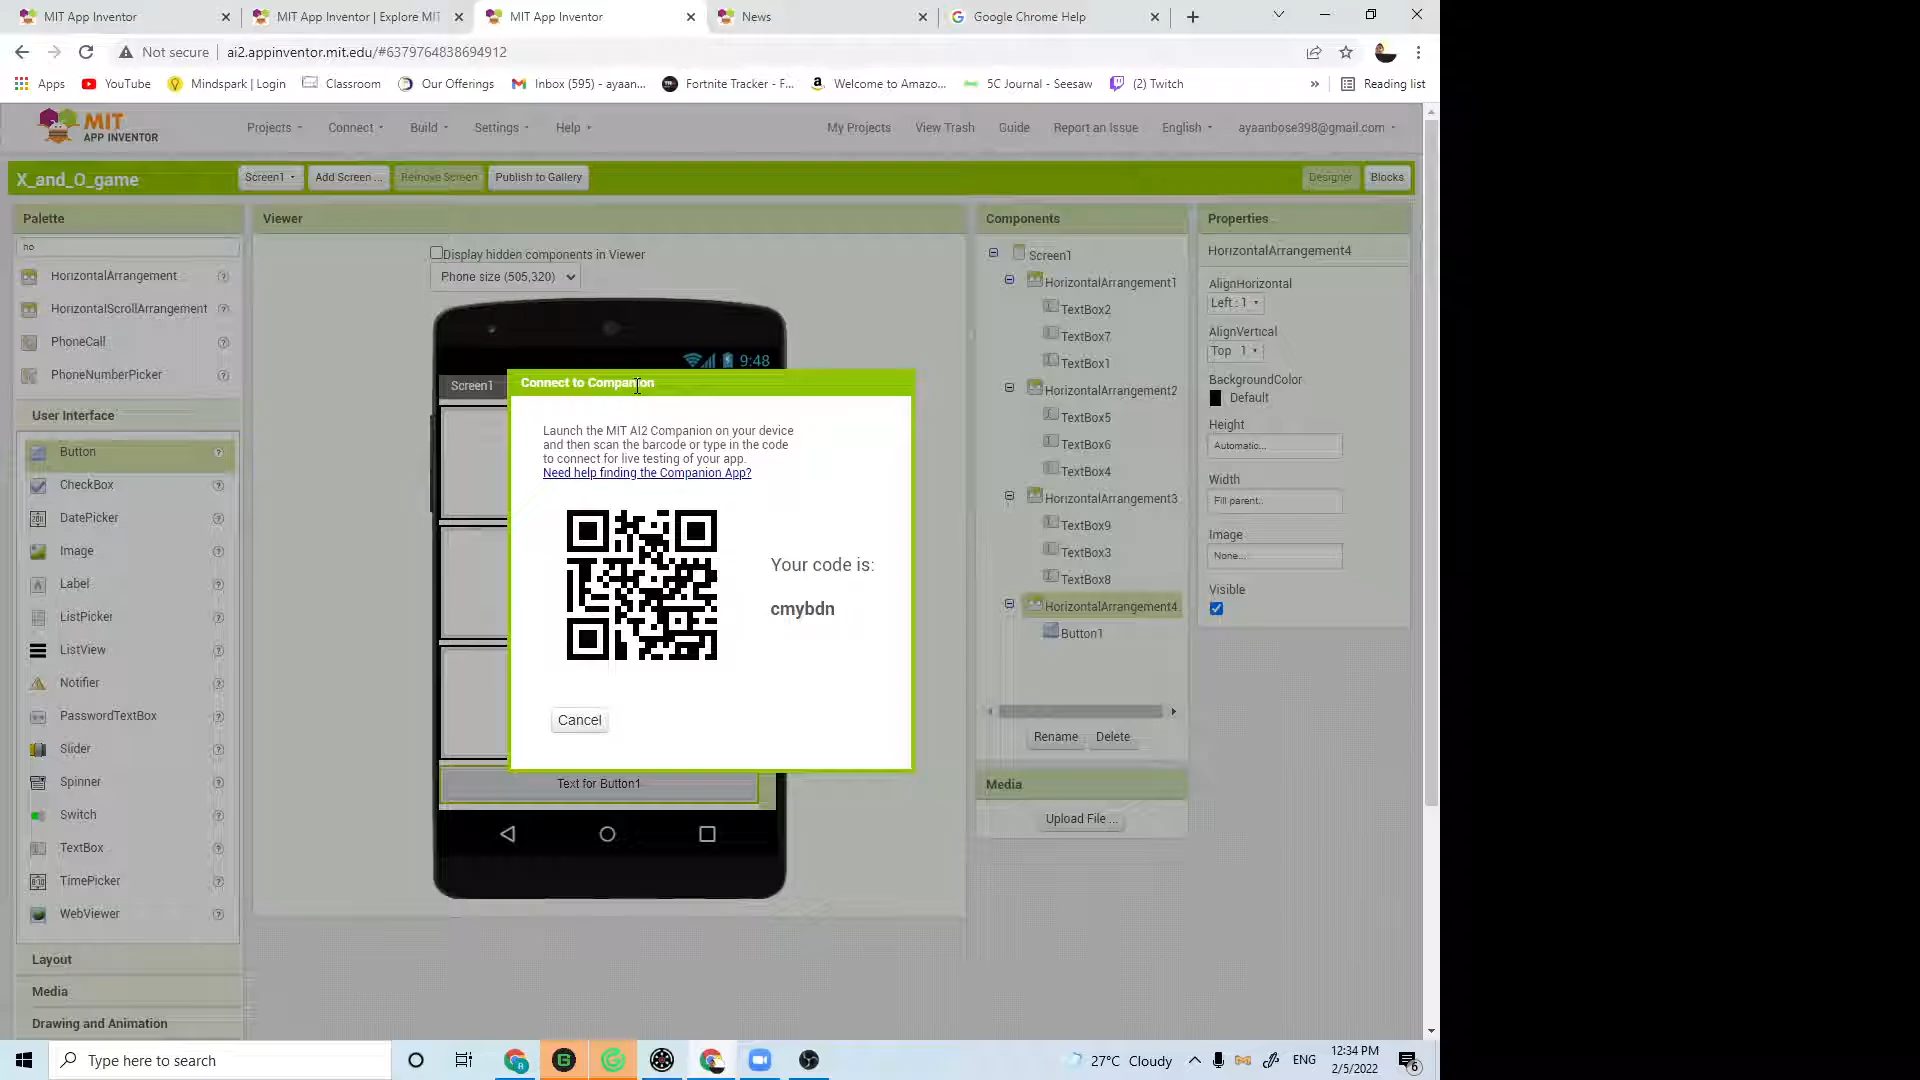 MIT App Inventor
MIT App Inventor | Explore MIT
MIT App Inventor
News
Google Chrome Help
Not secure
ai2.appinventor.mit.edu/#6379764838694912
Apps
YouTube
Mindspark | Login
Classroom
Our Offerings
Inbox (595) - ayaan...
Fortnite Tracker - F...
Welcome to Amazo...
5C Journal - Seesaw
(2) Twitch
»
Reading list
MIT
APP INVENTOR
Projects
Connect
Build
Settings
Help
My Projects
View Trash
Guide
Report an Issue
English
ayaanbose398@gmail.com
X_and_O_game
Screen1
Add Screen ...
Remove Screen
Publish to Gallery
Designer
Blocks
Palette
Viewer
Components
Properties
ho
HorizontalArrangement
HorizontalScrollArrangement
PhoneCall
PhoneNumberPicker
User Interface
Button
CheckBox
DatePicker
Image
Label
ListPicker
ListView
Notifier
PasswordTextBox
Slider
Spinner
Switch
TextBox
TimePicker
WebViewer
Layout
Media
Drawing and Animation
Display hidden components in Viewer
Phone size (505,320)
9:48
Screen1
Connect to Companion
Launch the MIT AI2 Companion on your device
and then scan the barcode or type in the code
to connect for live testing of your app.
Need help finding the Companion App?
Your code is:
cmybdn
Cancel
Text for Button1
Screen1
HorizontalArrangement1
TextBox2
TextBox7
TextBox1
HorizontalArrangement2
TextBox5
TextBox6
TextBox4
HorizontalArrangement3
TextBox9
TextBox3
TextBox8
HorizontalArrangement4
Button1
Rename
Delete
Media
Upload File ...
HorizontalArrangement4
AlignHorizontal
Left : 1
AlignVertical
Top : 1
BackgroundColor
Default
Height
Automatic...
Width
Fill parent...
Image
None...
Visible
Type here to search
27°C Cloudy
ENG
12:34 PM
2/5/2022
6